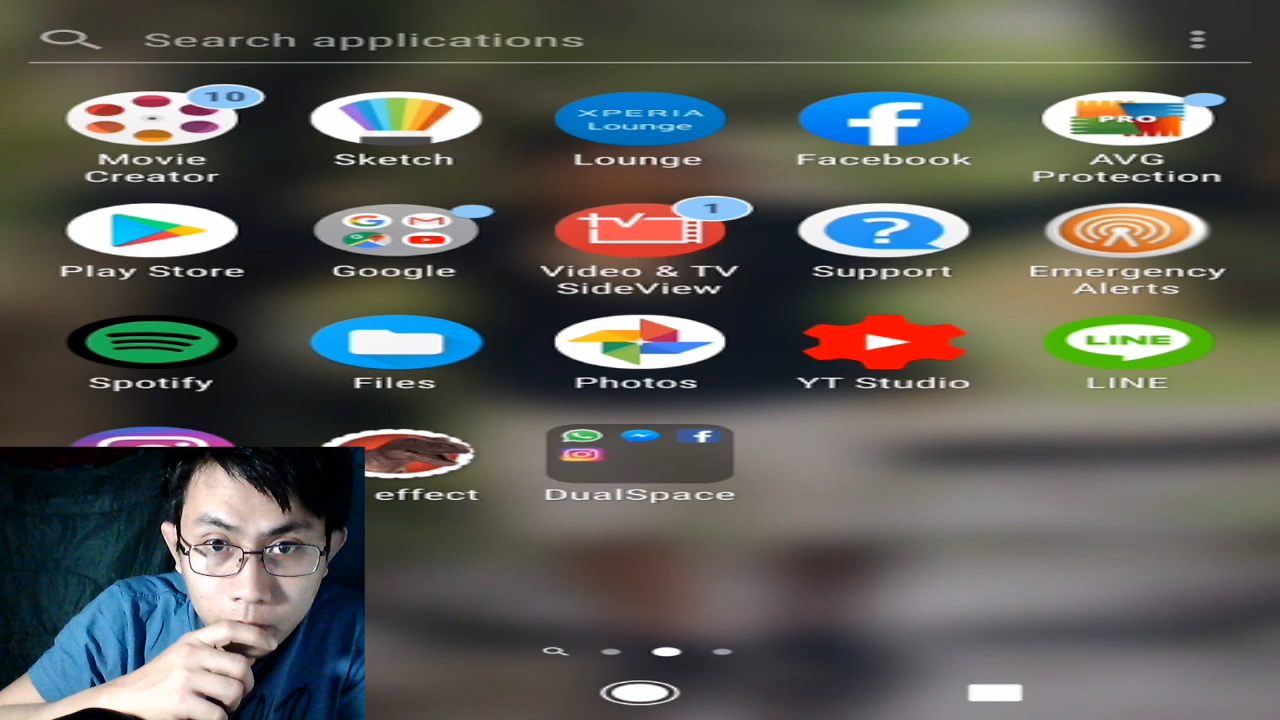 Search applications
10
XPERIA
Lounge
PRO
Movie
Creator
Sketch
Lounge
Facebook
AVG
Protection
1
Play Store
Google
Video & TV
SideView
Support
Emergency
Alerts
LINE
Spotify
Files
Photos
YT Studio
LINE
effect
DualSpace